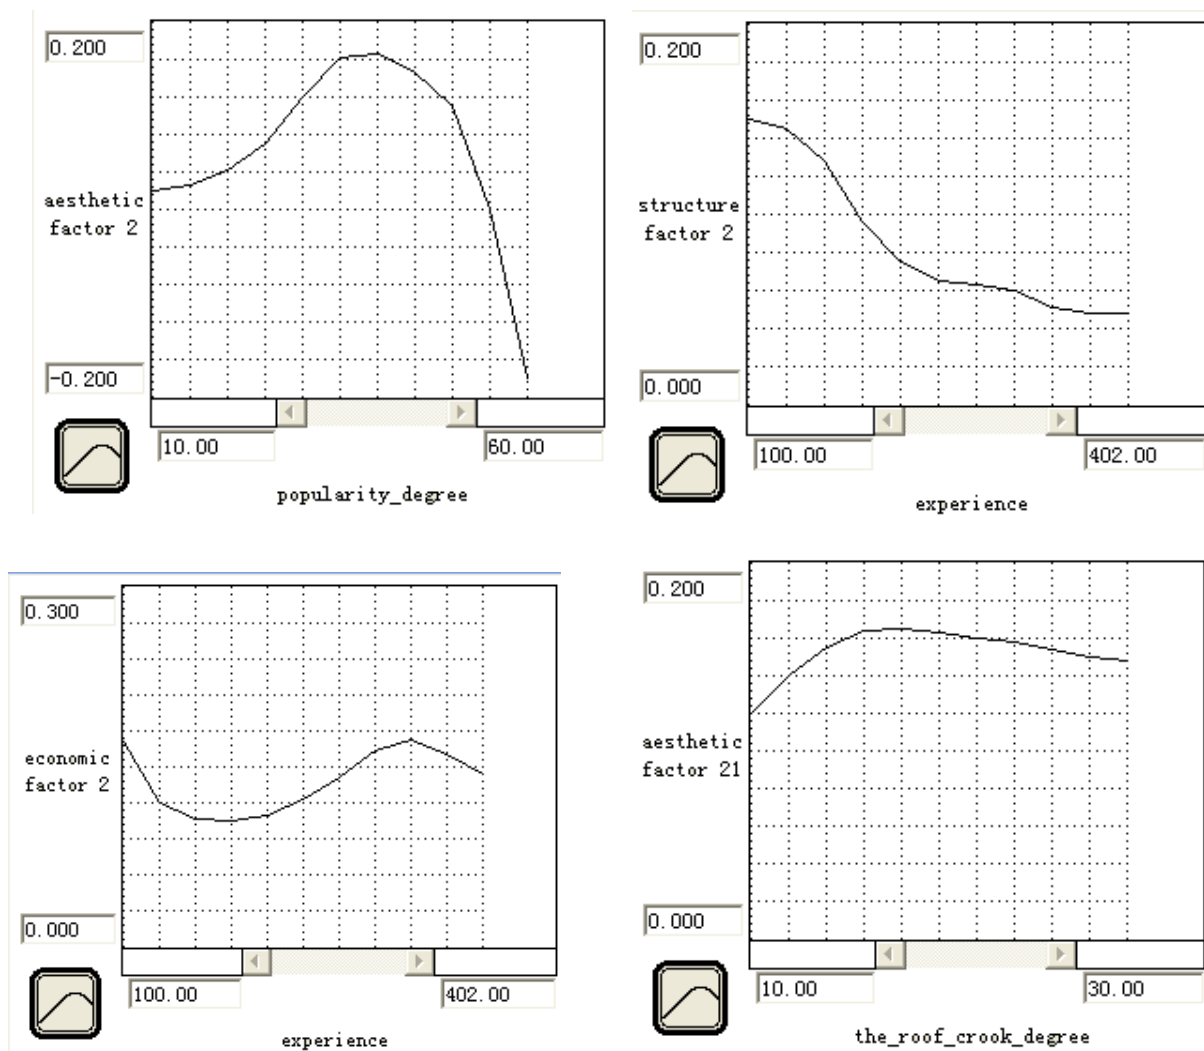 0.200
aesthetic
factor 2
-0.200
10.00
60.00
popularity_degree
0.200
structure
factor 2
0.000
100.00
402.00
experience
0.300
economic
factor 2
0.000
100.00
402.00
experience
0.200
aesthetic
factor 21
0.000
10.00
30.00
the_roof_crook_degree